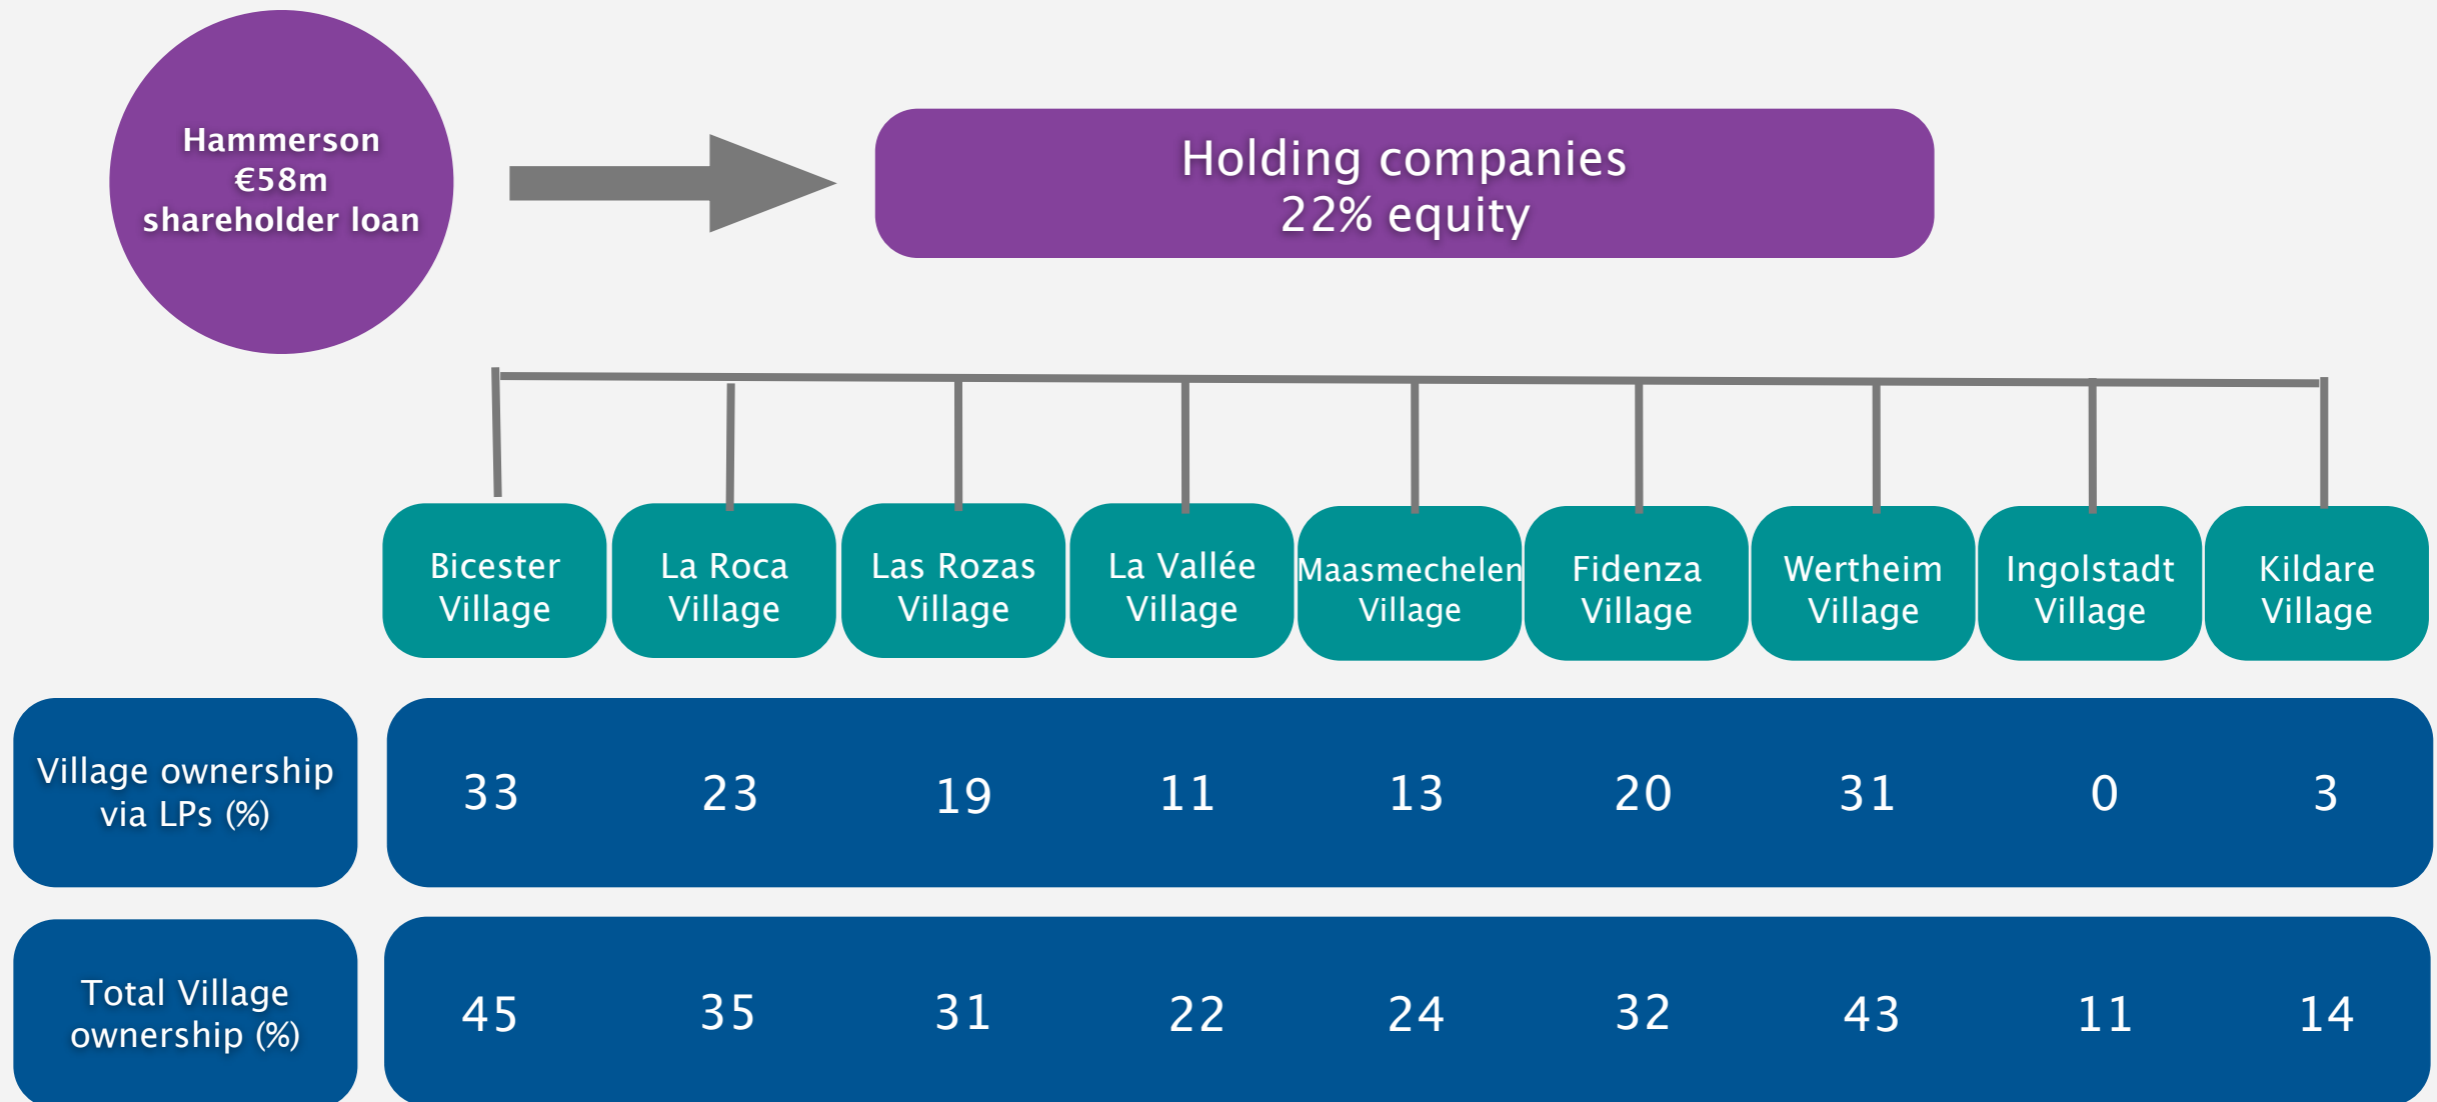 Hammerson
€58m
shareholder loan
Holding companies
22% equity
Bicester
Village
La Roca
Village
Las Rozas
Village
La Vallée
Village
Maasmechelen
Village
Fidenza
Village
Wertheim
Village
Ingolstadt
Village
Kildare
Village
Village ownership
via LPs (%)
33 23 19 11 13 20 31 0 3
Total Village
ownership (%)
45 35 31 22 24 32 43 11 14